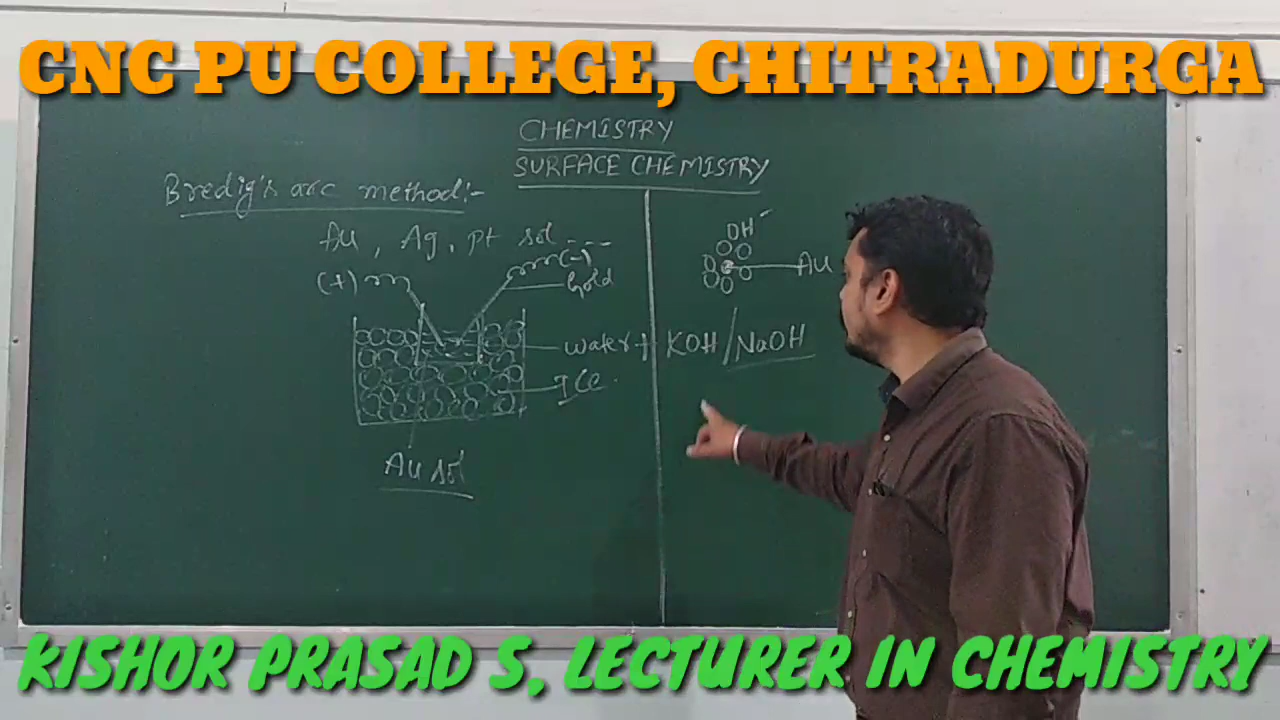 CNC PU COLLEGE, CHITRADURGA
CHEMISTRY
SURFACE CHEMISTRY
Bredig's arc method:-
Au, Ag, pt sol ---
(+)
(-)
gold
water + KOH/NaOH
ICe.
Au sol
OH⁻
Au
KISHOR PRASAD S, LECTURER IN CHEMISTRY